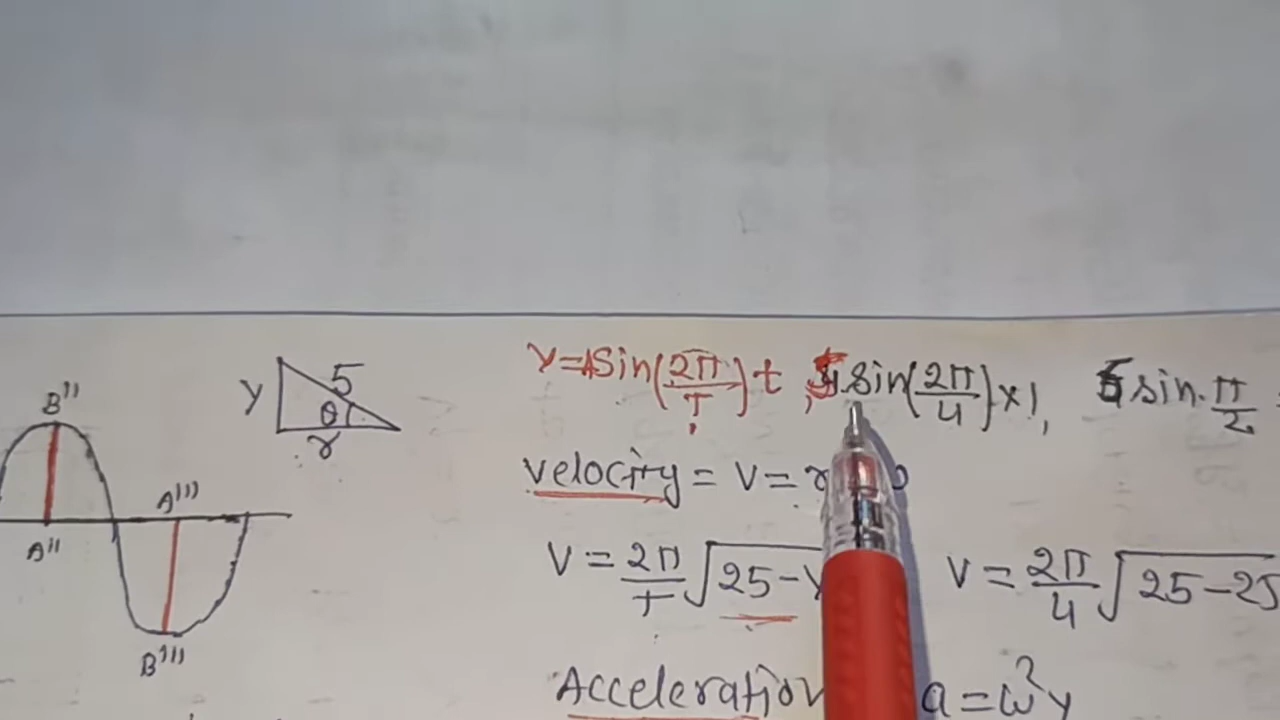 B''
A''
A'''
B'''
Y
5
θ
r
Y=A sin(2π/T)t , 5 sin(2π/4)×1, 5 sin π/2
Velocity = V=
V = 2π/T √25-Y
V = 2π/4 √25-25
Acceleration a=ω²y